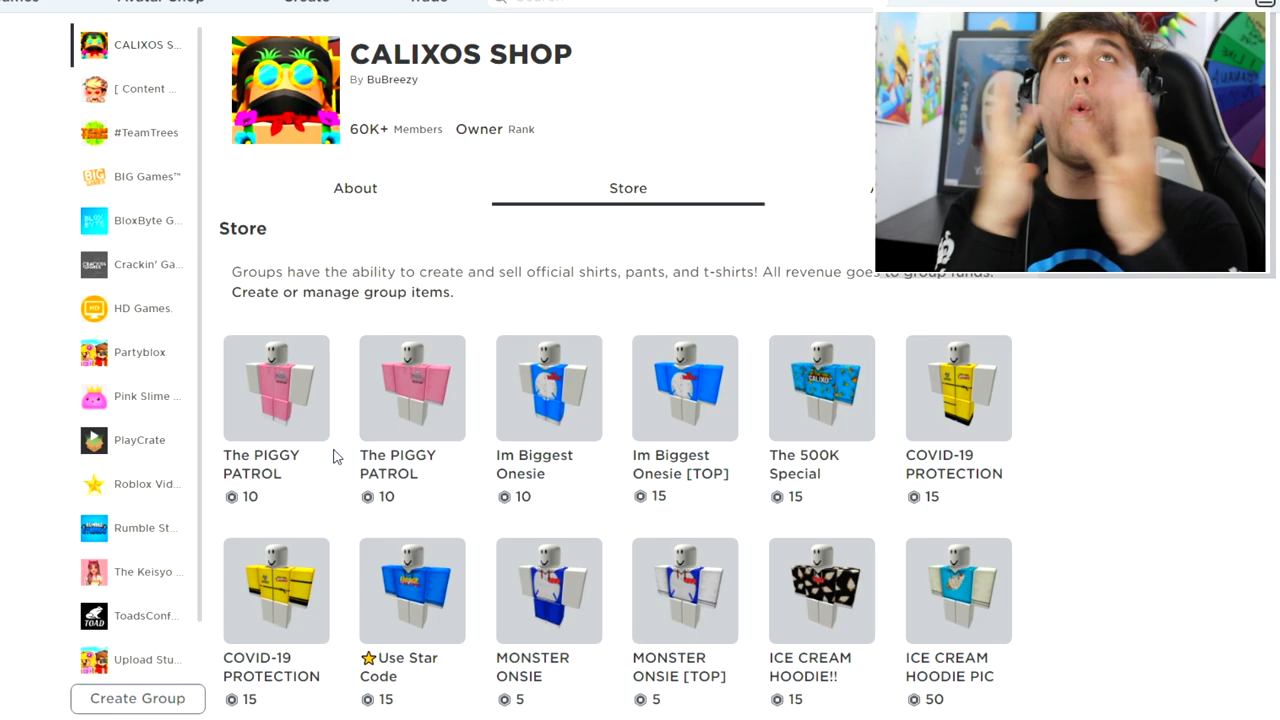 Avatar Shop
Create
Trade
Search
CALIXOS S...
[ Content ...
#TeamTrees
BIG Games™
BloxByte G...
Crackin' Ga...
HD Games.
Partyblox
Pink Slime ...
PlayCrate
Roblox Vid...
Rumble St...
The Keisyo ...
ToadsConf...
Upload Stu...
Create Group
CALIXOS SHOP
By BuBreezy
60K+ Members Owner Rank
About
Store
Store
Groups have the ability to create and sell official shirts, pants, and t-shirts! All revenue goes to group funds.
Create or manage group items.
The PIGGY
PATROL
10
The PIGGY
PATROL
10
Im Biggest
Onesie
10
Im Biggest
Onesie [TOP]
15
The 500K
Special
15
COVID-19
PROTECTION
15
COVID-19
PROTECTION
15
⭐Use Star
Code
15
MONSTER
ONSIE
5
MONSTER
ONSIE [TOP]
5
ICE CREAM
HOODIE!!
15
ICE CREAM
HOODIE PIC
50